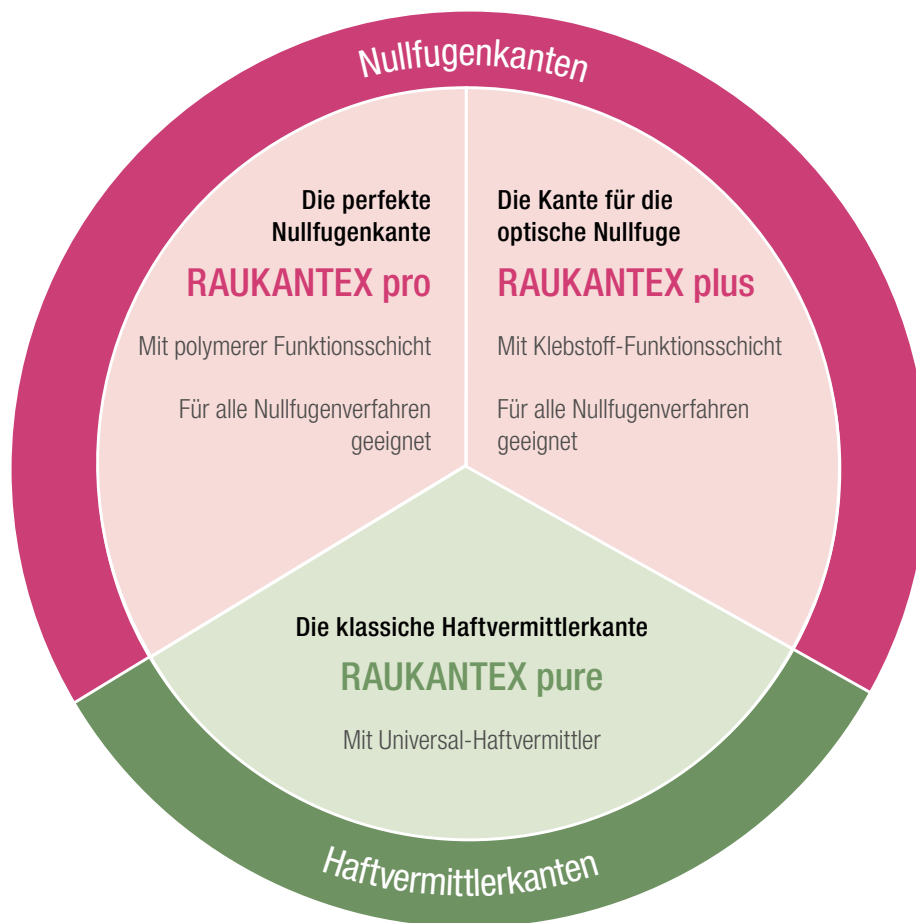 Nullfugenkanten
Die perfekte
Nullfugenkante
RAUKANTEX pro
Mit polymerer Funktionsschicht
Für alle Nullfugenverfahren
geeignet
Die Kante für die
optische Nullfuge
RAUKANTEX plus
Mit Klebstoff-Funktionsschicht
Für alle Nullfugenverfahren
geeignet
Die klassiche Haftvermittlerkante
RAUKANTEX pure
Mit Universal-Haftvermittler
Haftvermittlerkanten